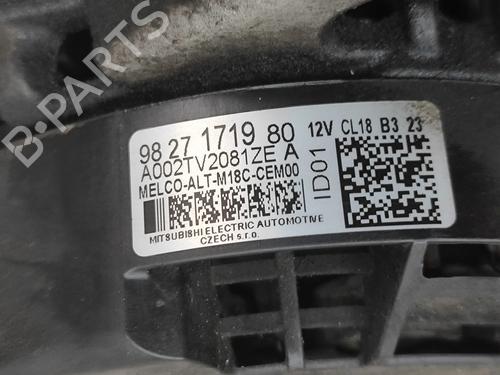 B-PARTS
98 27 1719 80 12V CL18 B3 23
A002TV2081ZE A
MELCO-ALT-M18C-CEM00
ID01
MITSUBISHI ELECTRIC AUTOMOTIVE
CZECH s.r.o.